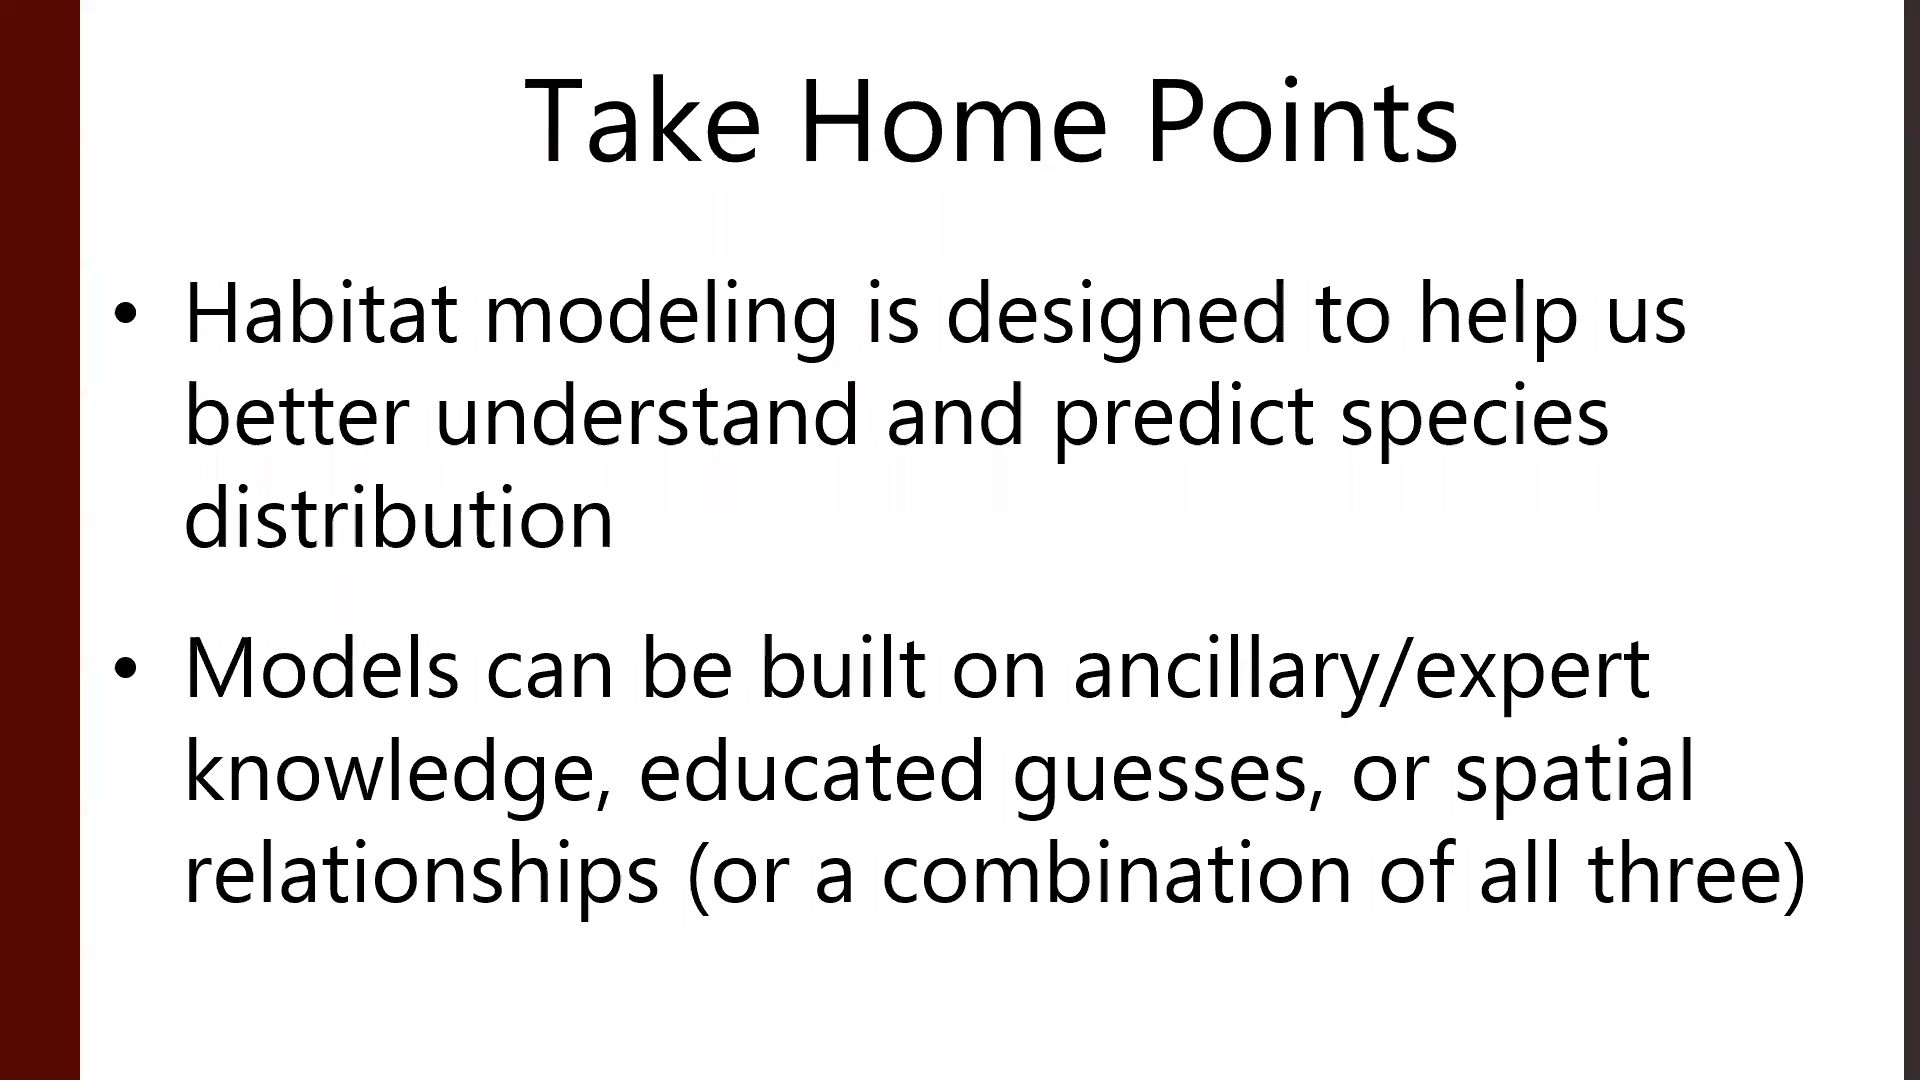 Take Home Points
• Habitat modeling is designed to help us
better understand and predict species
distribution
• Models can be built on ancillary/expert
knowledge, educated guesses, or spatial
relationships (or a combination of all three)